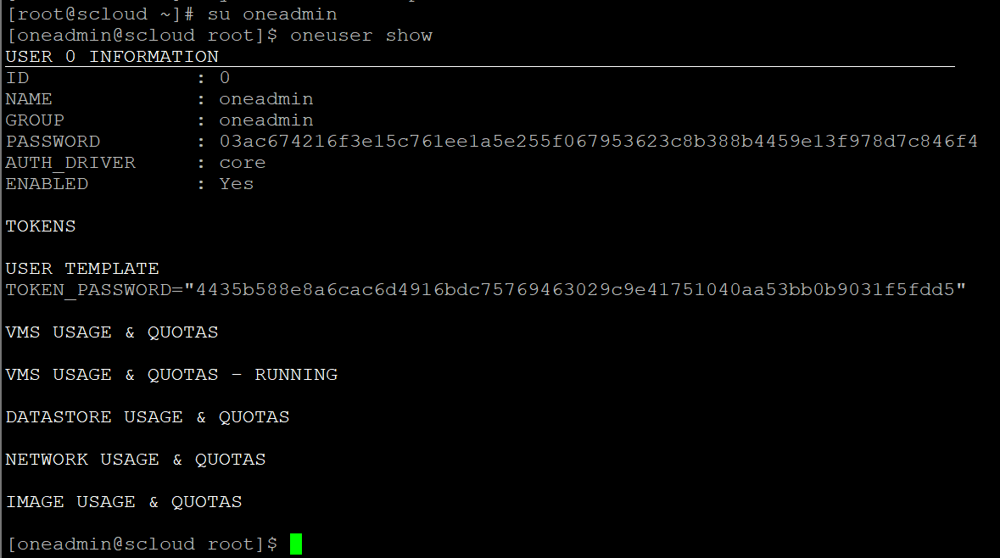 [root@scloud ~]# su oneadmin
[oneadmin@scloud root]$ oneuser show
USER 0 INFORMATION
ID : 0
NAME : oneadmin
GROUP : oneadmin
PASSWORD : 03ac674216f3e15c761ee1a5e255f067953623c8b388b4459e13f978d7c846f4
AUTH_DRIVER : core
ENABLED : Yes
TOKENS
USER TEMPLATE
TOKEN_PASSWORD="4435b588e8a6cac6d4916bdc75769463029c9e41751040aa53bb0b9031f5fdd5"
VMS USAGE & QUOTAS
VMS USAGE & QUOTAS - RUNNING
DATASTORE USAGE & QUOTAS
NETWORK USAGE & QUOTAS
IMAGE USAGE & QUOTAS
[oneadmin@scloud root]$